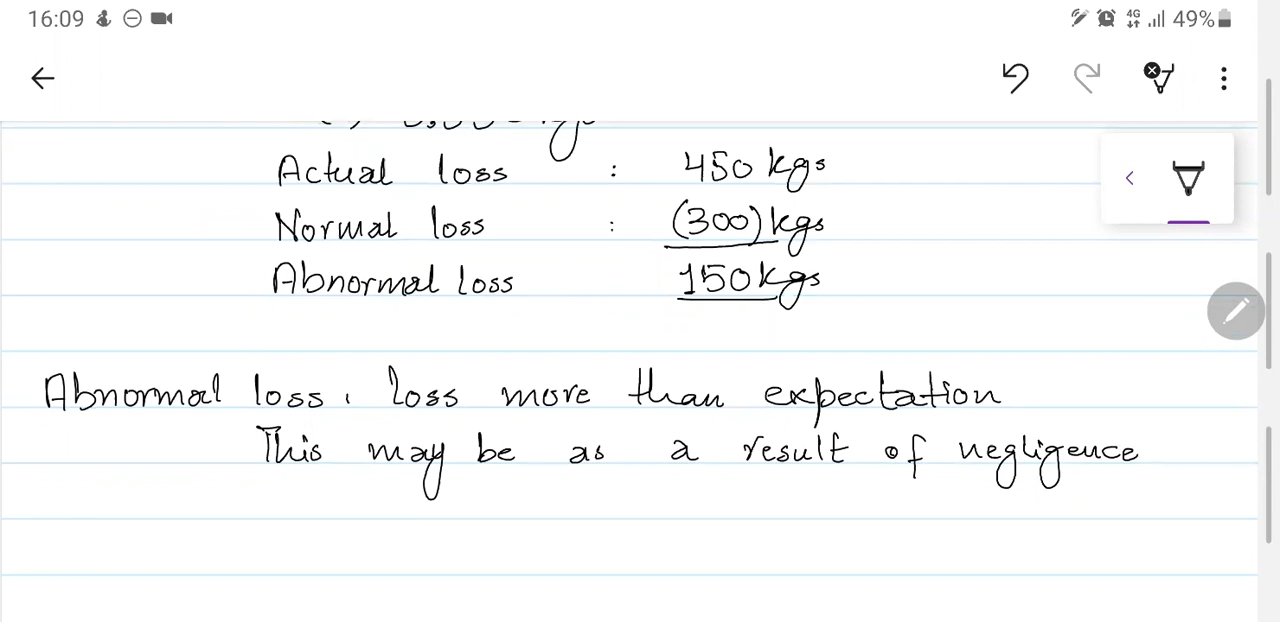 16:09 4G 49%
Actual loss : 450 kgs
Normal loss : (300) kgs
Abnormal loss 150 kgs
Abnormal loss. loss more than expectation
This may be as a result of negligence